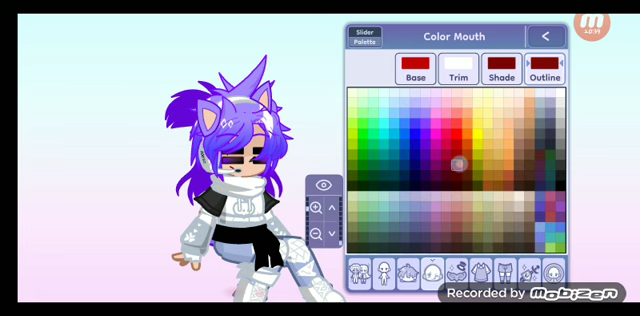 Slider
Palette
Color Mouth
<
Base
Trim
Shade
Outline
Recorded by
MOBIZEN